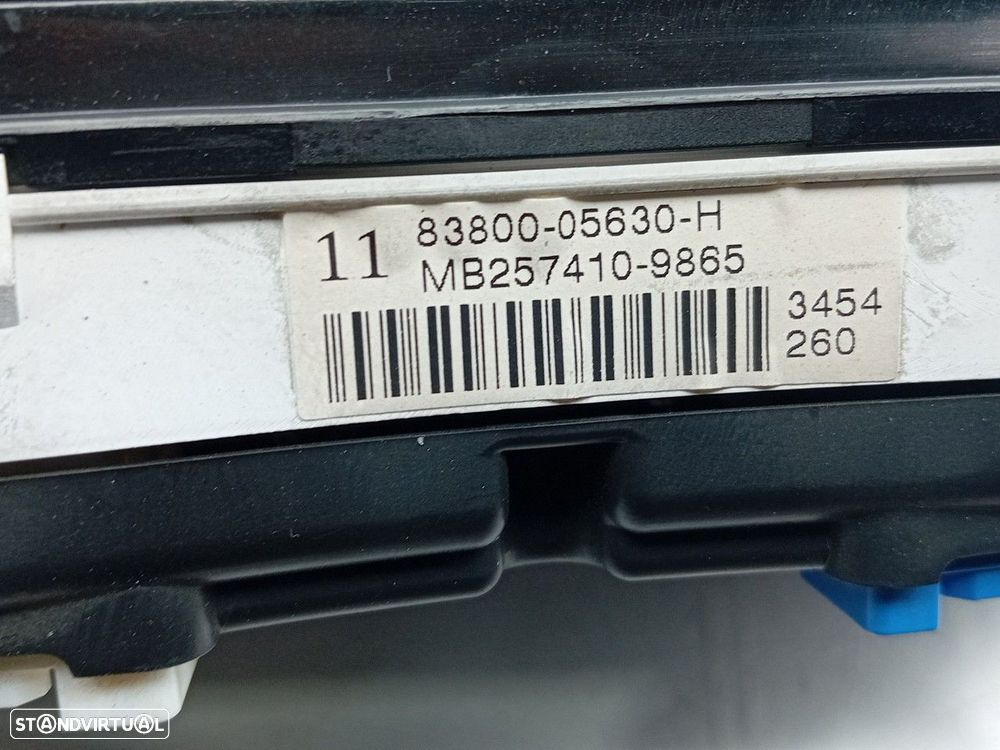 11 83800-05630-H
MB257410-9865
3454
260
STANDVIRTUAL